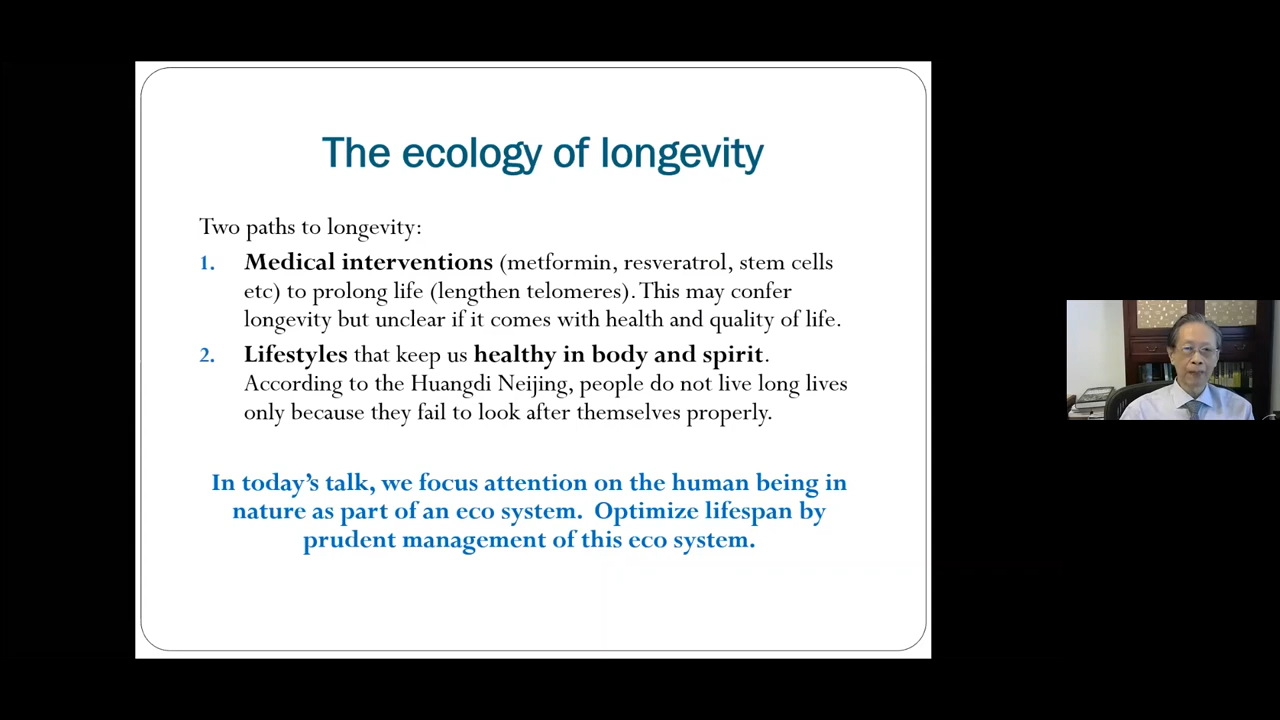 The ecology of longevity
Two paths to longevity:
1. Medical interventions (metformin, resveratrol, stem cells
etc) to prolong life (lengthen telomeres). This may confer
longevity but unclear if it comes with health and quality of life.
2. Lifestyles that keep us healthy in body and spirit.
According to the Huangdi Neijing, people do not live long lives
only because they fail to look after themselves properly.
In today's talk, we focus attention on the human being in
nature as part of an eco system. Optimize lifespan by
prudent management of this eco system.